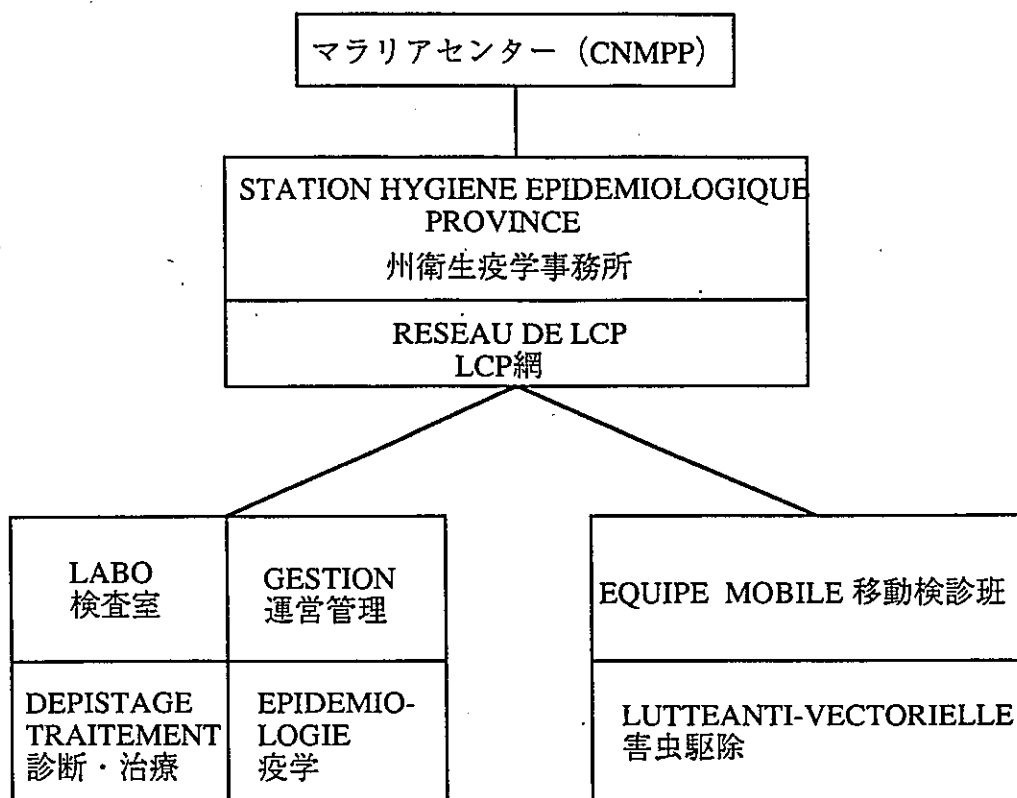 マラリアセンター（CNMPP）
STATION HYGIENE EPIDEMIOLOGIQUE
PROVINCE
州衛生疫学事務所
RESEAU DE LCP
LCP網
LABO
検査室
GESTION
運営管理
DEPISTAGE
TRAITEMENT
診断・治療
EPIDEMIO-
LOGIE
疫学
EQUIPE MOBILE 移動検診班
LUTTEANTI-VECTORIELLE
害虫駆除